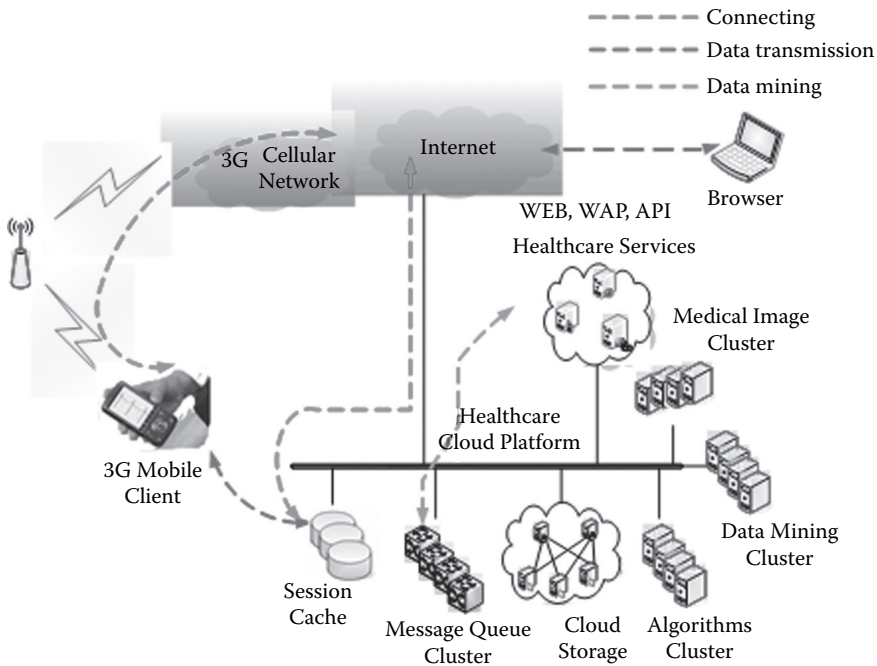 Connecting
Data transmission
Data mining
3G Cellular
Network
Internet
Browser
WEB, WAP, API
Healthcare Services
Medical Image
Cluster
Healthcare
Cloud Platform
3G Mobile
Client
Data Mining
Cluster
Session
Cache
Message Queue
Cluster
Cloud
Storage
Algorithms
Cluster